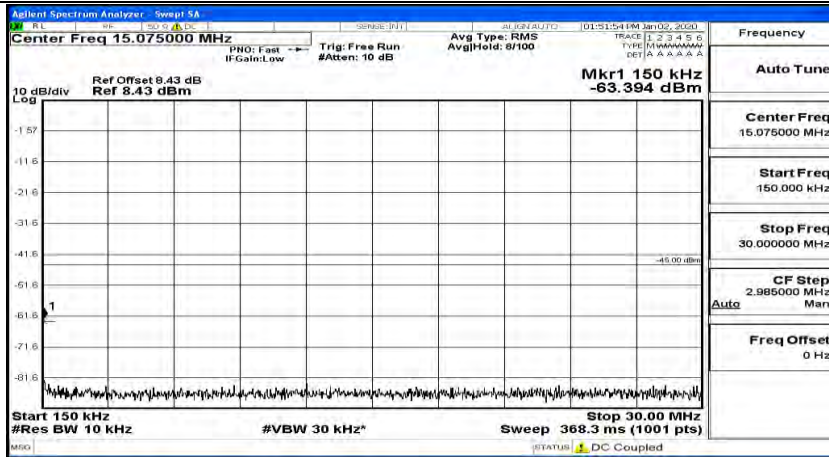 Agilent Spectrum Analyzer - Swept SA
RL RF 50 Ω DC SENSE:INT ALIGN AUTO 01:51:54 PM Jan 02, 2020
Center Freq 15.075000 MHz
PNO: Fast
IFGain:Low
Trig: Free Run
#Atten: 10 dB
Avg Type: RMS
Avg|Hold: 8/100
TRACE 1 2 3 4 5 6
TYPE M
DET A A A A A A
Ref Offset 8.43 dB
10 dB/div Ref 8.43 dBm
Log
Mkr1 150 kHz
-63.394 dBm
-1.57
-11.6
-21.6
-31.6
-41.6
-45.00 dBm
-51.6
1
-61.6
-71.6
-81.6
Start 150 kHz Stop 30.00 MHz
#Res BW 10 kHz #VBW 30 kHz* Sweep 368.3 ms (1001 pts)
MSG STATUS DC Coupled
Frequency
Auto Tune
Center Freq
15.075000 MHz
Start Freq
150.000 kHz
Stop Freq
30.000000 MHz
CF Step
2.985000 MHz
Auto Man
Freq Offset
0 Hz